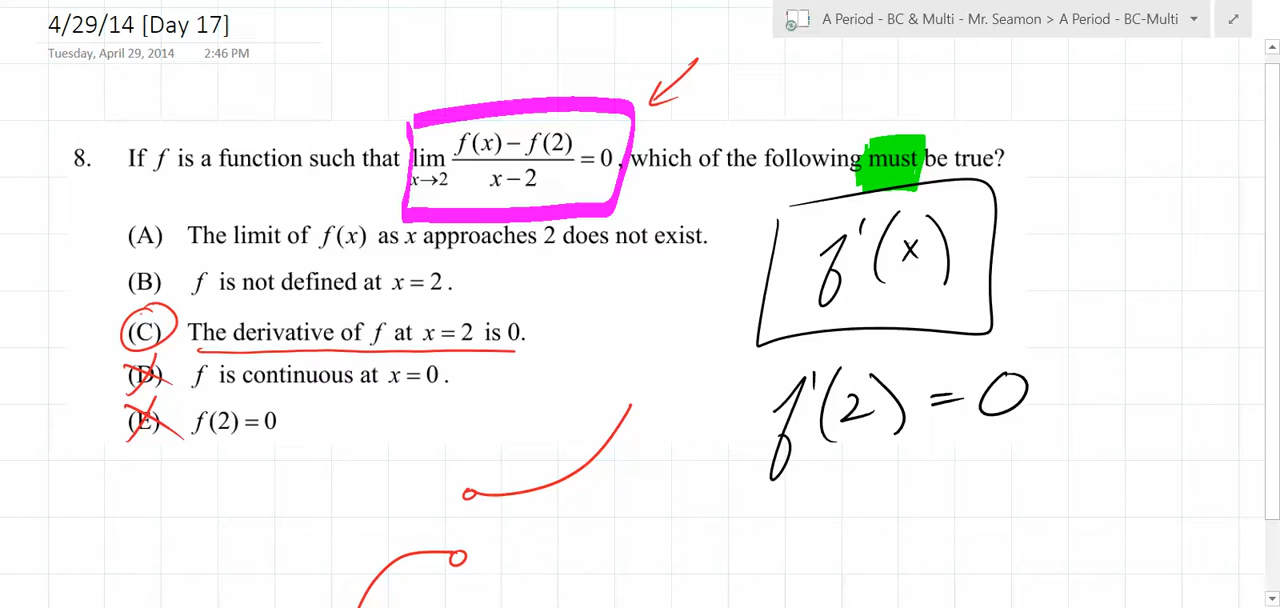 4/29/14 [Day 17]
A Period - BC & Multi - Mr. Seamon > A Period - BC-Multi
Tuesday, April 29, 2014 2:46 PM
8. If f is a function such that lim x→2 (f(x) − f(2))/(x − 2) = 0, which of the following must be true?
(A) The limit of f(x) as x approaches 2 does not exist.
(B) f is not defined at x = 2.
(C) The derivative of f at x = 2 is 0.
(D) f is continuous at x = 0.
(E) f(2) = 0
f'(x)
f'(2) = 0